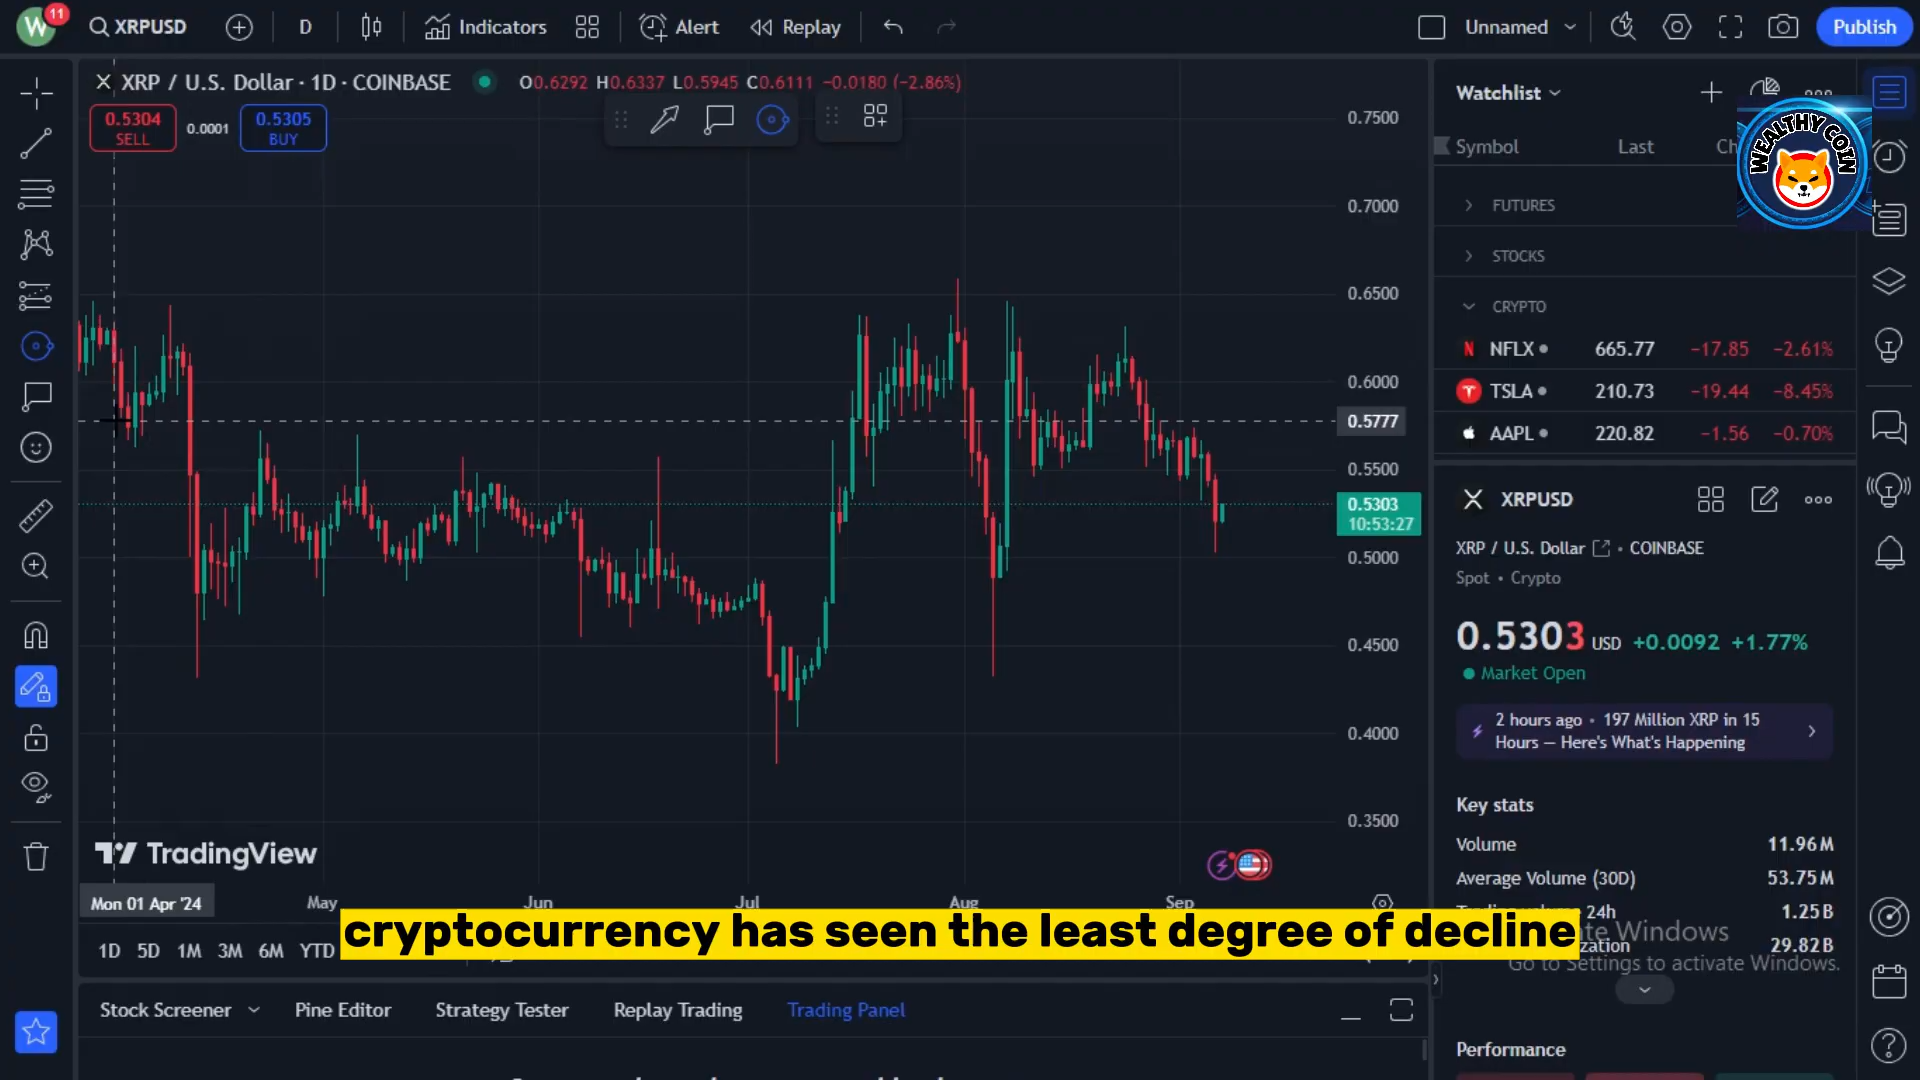 W 11 XRPUSD D Indicators Alert Replay Unnamed Publish
XRP / U.S. Dollar · 1D · COINBASE O0.6292 H0.6337 L0.5945 C0.6111 −0.0180 (−2.86%)
0.5304 SELL 0.0001 0.5305 BUY
0.7500
0.7000
0.6500
0.6000
0.5777
0.5500
0.5303
10:53:27
0.5000
0.4500
0.4000
0.3500
TradingView
Mon 01 Apr '24 May Jun Jul Aug Sep
cryptocurrency has seen the least degree of decline
1D 5D 1M 3M 6M YTD
Stock Screener Pine Editor Strategy Tester Replay Trading Trading Panel
Watchlist
WEALTHY COIN
Symbol Last Ch
FUTURES
STOCKS
CRYPTO
NFLX 665.77 −17.85 −2.61%
TSLA 210.73 −19.44 −8.45%
AAPL 220.82 −1.56 −0.70%
XRPUSD
XRP / U.S. Dollar • COINBASE
Spot • Crypto
0.5303 USD +0.0092 +1.77%
Market Open
2 hours ago • 197 Million XRP in 15
Hours — Here's What's Happening
Key stats
Volume 11.96M
Average Volume (30D) 53.75M
24h 1.25B
29.82B
Windows
Go to Settings to activate Windows.
Performance